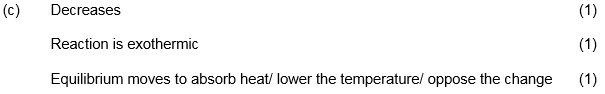 (c) Decreases (1)
Reaction is exothermic (1)
Equilibrium moves to absorb heat/ lower the temperature/ oppose the change (1)